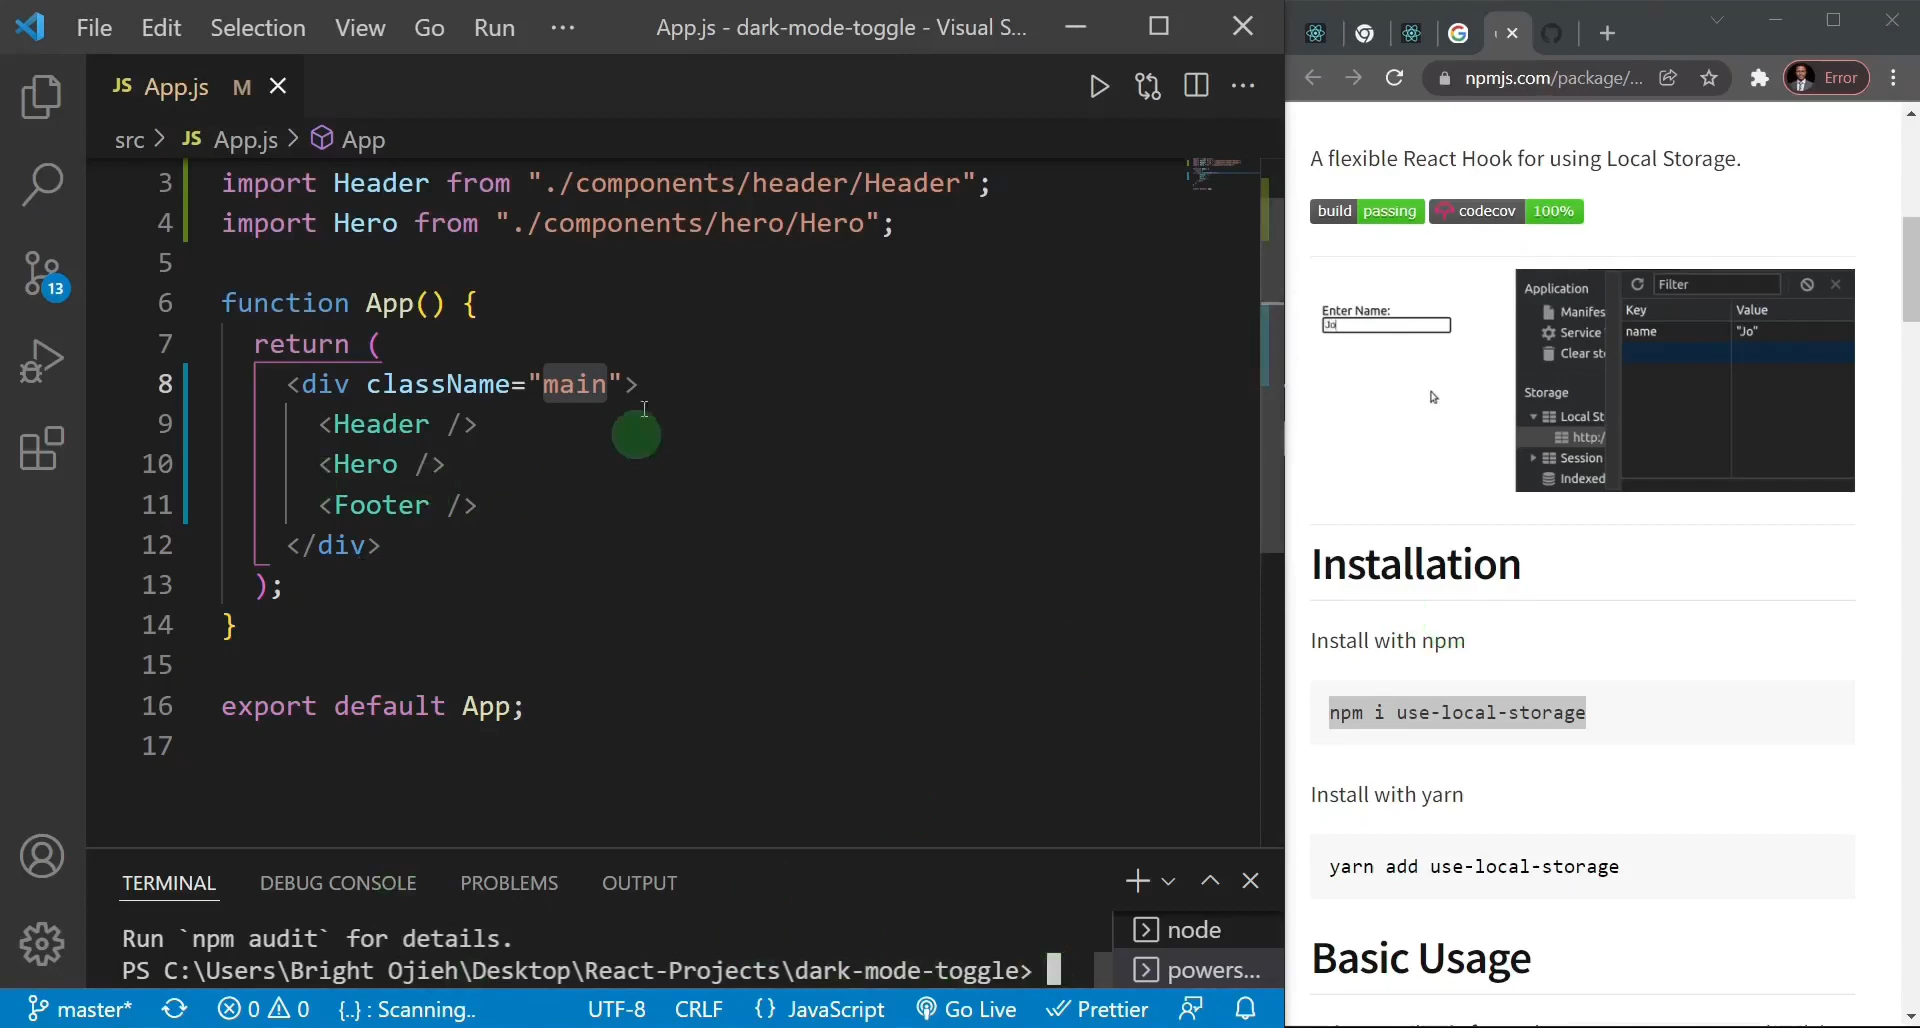 File Edit Selection View Go Run ··· App.js - dark-mode-toggle - Visual S...
JS App.js M
src > JS App.js > App
3 import Header from "./components/header/Header";
4 import Hero from "./components/hero/Hero";
5
6 function App() {
7 return (
8 <div className="main">
9 <Header />
10 <Hero />
11 <Footer />
12 </div>
13 );
14 }
15
16 export default App;
17
13
TERMINAL DEBUG CONSOLE PROBLEMS OUTPUT
Run `npm audit` for details.
PS C:\Users\Bright Ojieh\Desktop\React-Projects\dark-mode-toggle>
node
powers...
master* 0 0 {..} : Scanning.. UTF-8 CRLF {} JavaScript Go Live Prettier
npmjs.com/package/... Error
A flexible React Hook for using Local Storage.
build passing codecov 100%
Enter Name:
Jo
Application
Manifes
Service
Clear st
Storage
Local St
http:/
Session
Indexed
Filter
Key Value
name "Jo"
Installation
Install with npm
npm i use-local-storage
Install with yarn
yarn add use-local-storage
Basic Usage